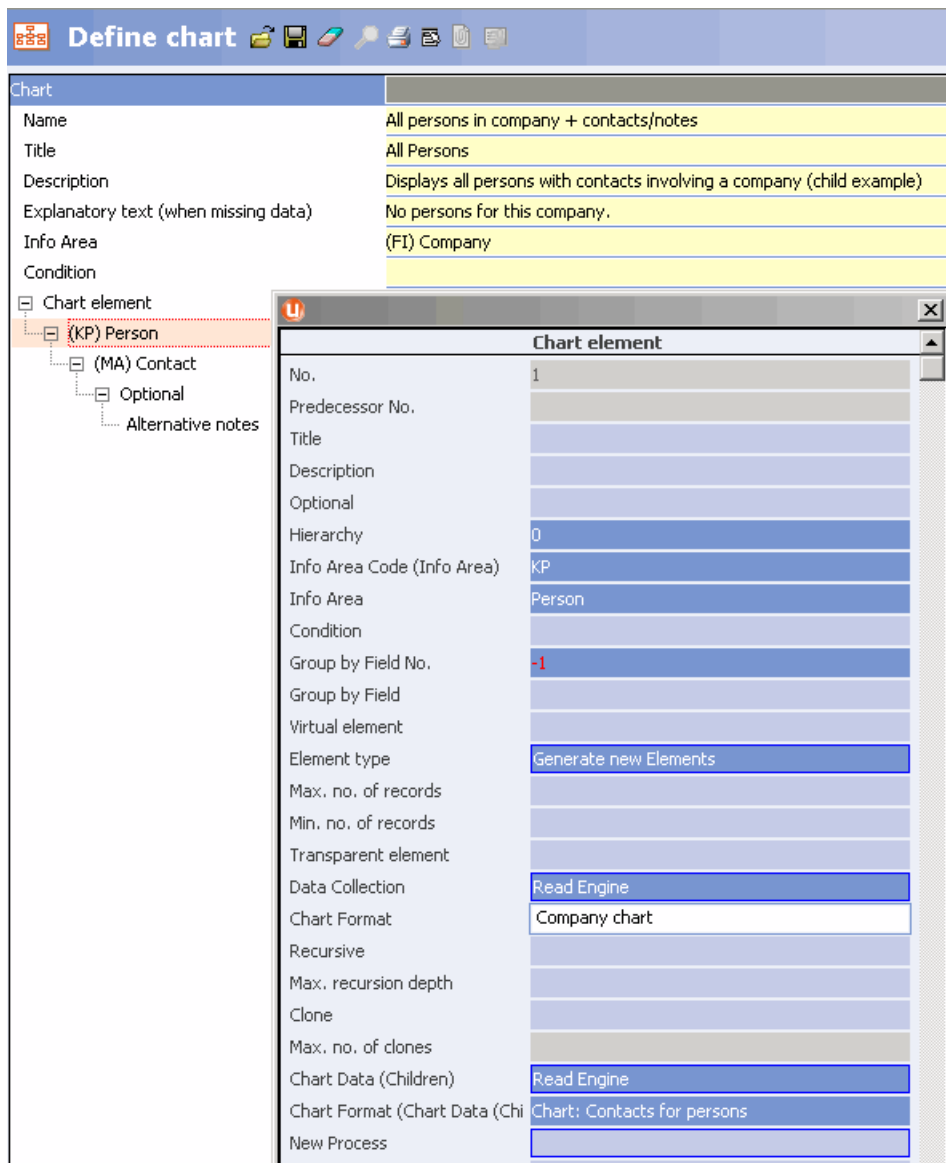 Define chart
Chart
Name All persons in company + contacts/notes
Title All Persons
Description Displays all persons with contacts involving a company (child example)
Explanatory text (when missing data) No persons for this company.
Info Area (FI) Company
Condition
Chart element
(KP) Person
(MA) Contact
Optional
Alternative notes
Chart element
No. 1
Predecessor No.
Title
Description
Optional
Hierarchy 0
Info Area Code (Info Area) KP
Info Area Person
Condition
Group by Field No. -1
Group by Field
Virtual element
Element type Generate new Elements
Max. no. of records
Min. no. of records
Transparent element
Data Collection Read Engine
Chart Format Company chart
Recursive
Max. recursion depth
Clone
Max. no. of clones
Chart Data (Children) Read Engine
Chart Format (Chart Data (Chi Chart: Contacts for persons
New Process